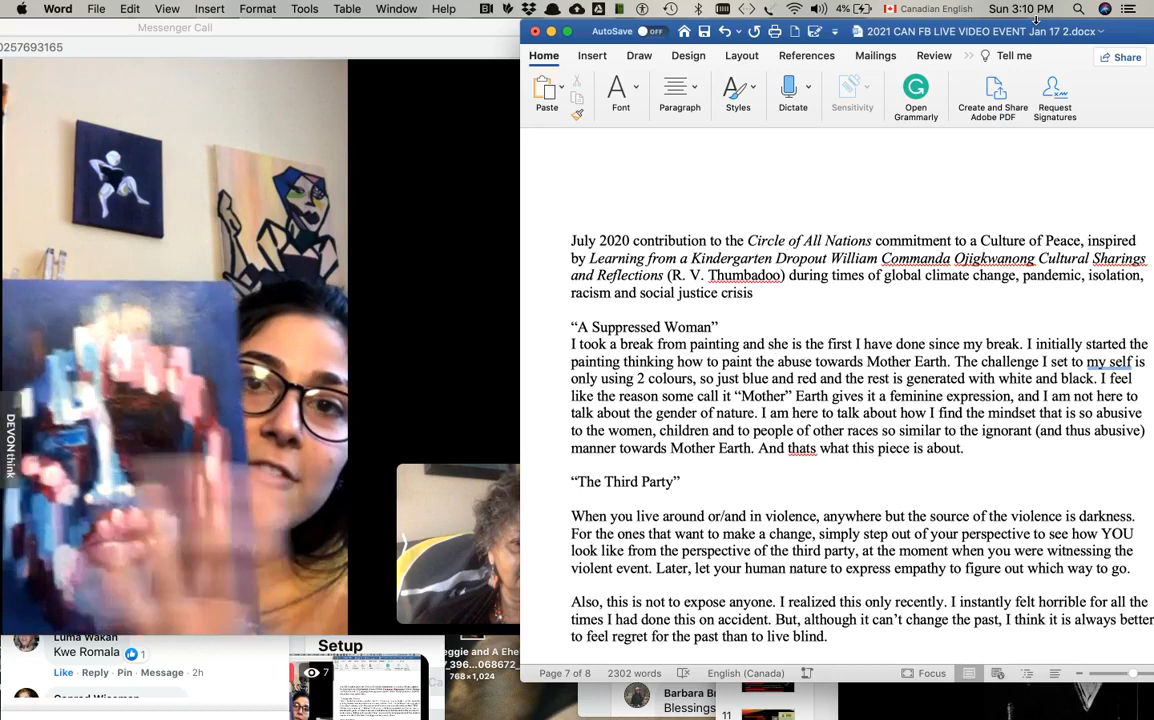 Word File Edit View Insert Format Tools Table Window Help 4% Canadian English Sun 3:10 PM
Messenger Call
0257693165
AutoSave OFF 2021 CAN FB LIVE VIDEO EVENT Jan 17 2.docx
Home Insert Draw Design Layout References Mailings Review Tell me Share
Paste Font Paragraph Styles Dictate Sensitivity Open Grammarly Create and Share Adobe PDF Request Signatures
July 2020 contribution to the Circle of All Nations commitment to a Culture of Peace, inspired
by Learning from a Kindergarten Dropout William Commanda Ojigkwanong Cultural Sharings
and Reflections (R. V. Thumbadoo) during times of global climate change, pandemic, isolation,
racism and social justice crisis
“A Suppressed Woman”
I took a break from painting and she is the first I have done since my break. I initially started the
painting thinking how to paint the abuse towards Mother Earth. The challenge I set to my self is
only using 2 colours, so just blue and red and the rest is generated with white and black. I feel
like the reason some call it “Mother” Earth gives it a feminine expression, and I am not here to
talk about the gender of nature. I am here to talk about how I find the mindset that is so abusive
to the women, children and to people of other races so similar to the ignorant (and thus abusive)
manner towards Mother Earth. And thats what this piece is about.
“The Third Party”
When you live around or/and in violence, anywhere but the source of the violence is darkness.
For the ones that want to make a change, simply step out of your perspective to see how YOU
look like from the perspective of the third party, at the moment when you were witnessing the
violent event. Later, let your human nature to express empathy to figure out which way to go.
Also, this is not to expose anyone. I realized this only recently. I instantly felt horrible for all the
times I had done this on accident. But, although it can’t change the past, I think it is always better
to feel regret for the past than to live blind.
Page 7 of 8 2302 words English (Canada) Focus
DEVONthink
Luma Wakan
Kwe Romala 1
Like · Reply · Pin · Message · 2h
Setup
7
eggie and A Ehe
_396...068672_
768×1,024
Barbara Br
Blessings
11